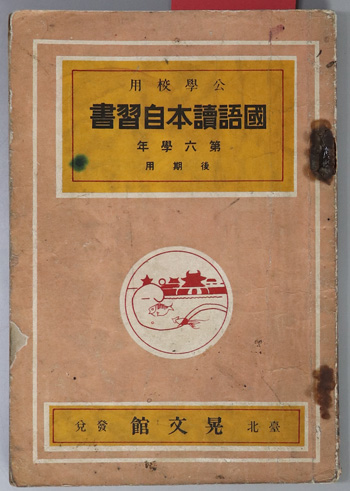 公學校用
國語讀本自習書
第六學年
後期用
臺北 晃文館 發兌